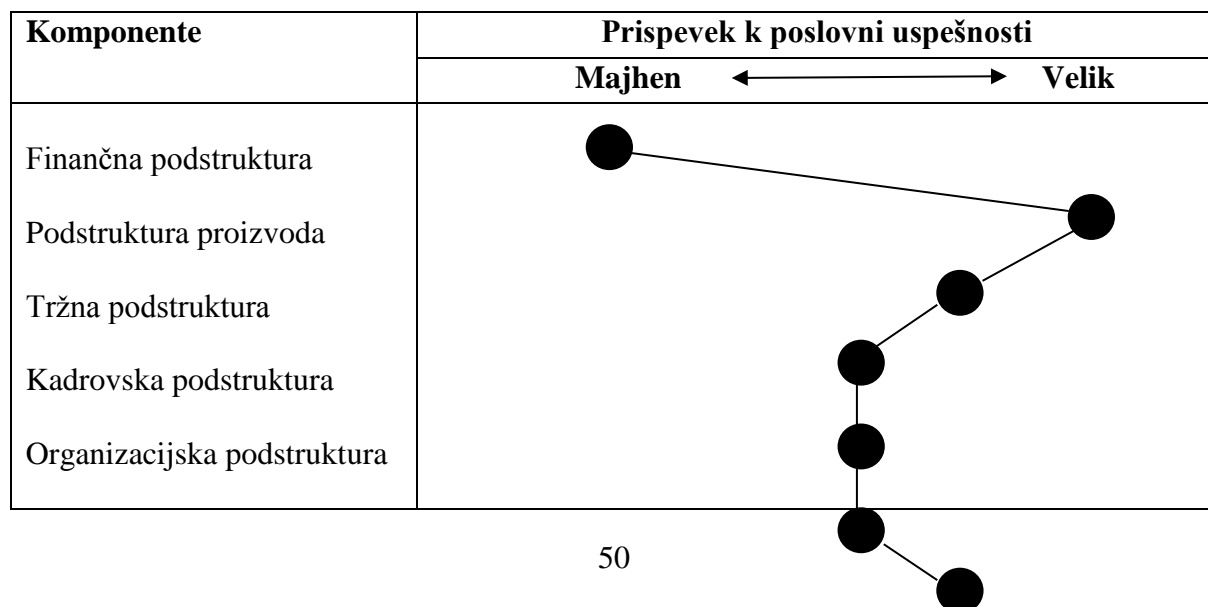 Komponente
Prispevek k poslovni uspešnosti
Majhen Velik
Finančna podstruktura
Podstruktura proizvoda
Tržna podstruktura
Kadrovska podstruktura
Organizacijska podstruktura
50